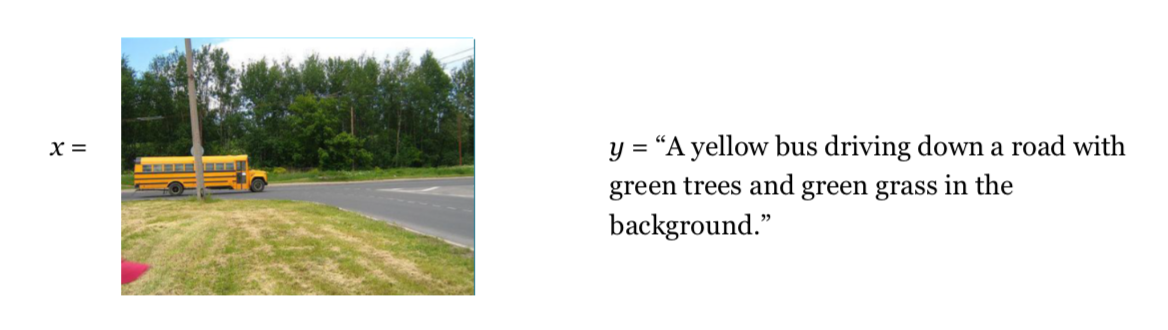 x =
y = “A yellow bus driving down a road with
green trees and green grass in the
background.”